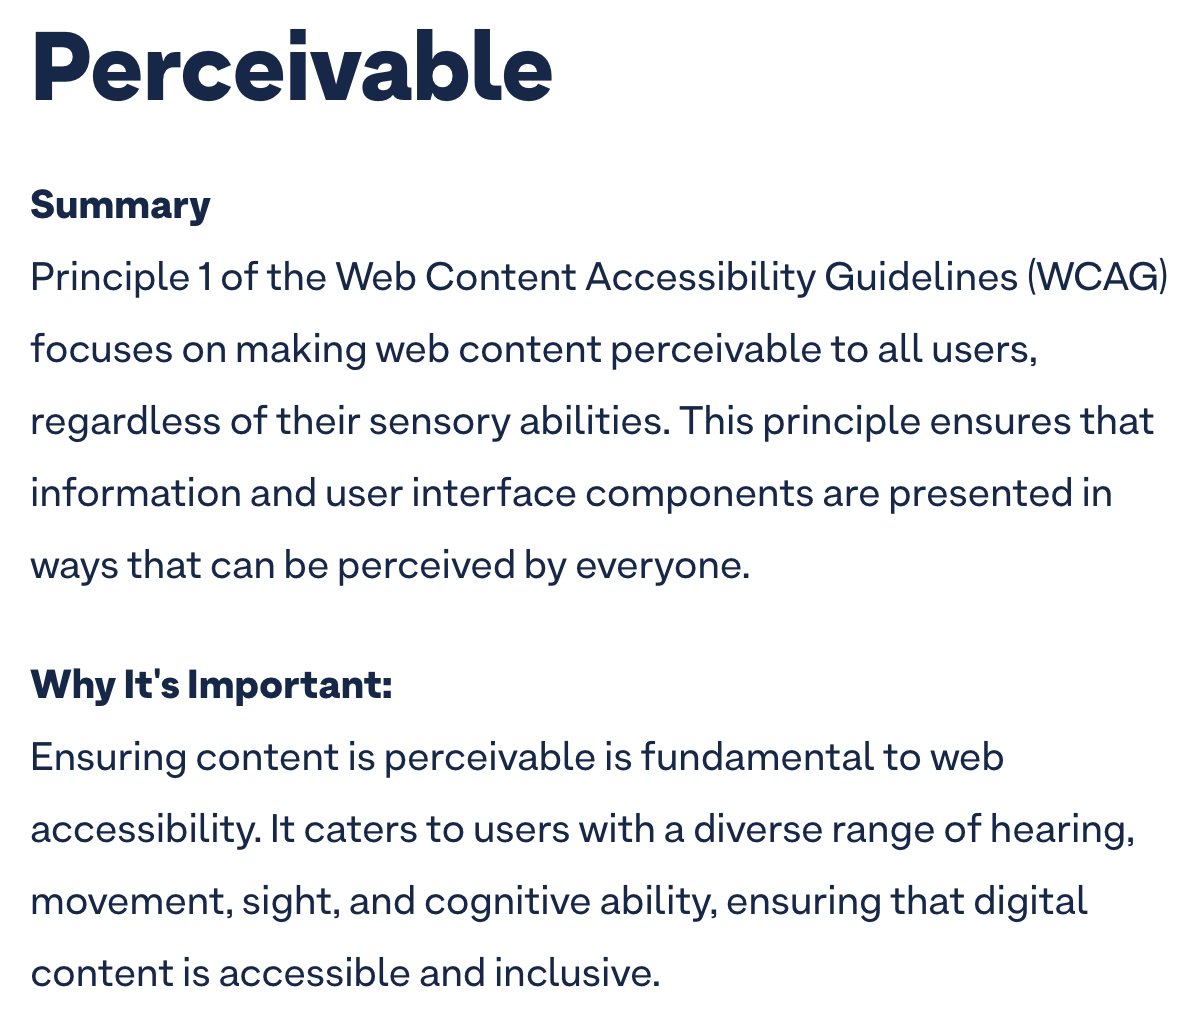 Perceivable
Summary
Principle 1 of the Web Content Accessibility Guidelines (WCAG)
focuses on making web content perceivable to all users,
regardless of their sensory abilities. This principle ensures that
information and user interface components are presented in
ways that can be perceived by everyone.
Why It's Important:
Ensuring content is perceivable is fundamental to web
accessibility. It caters to users with a diverse range of hearing,
movement, sight, and cognitive ability, ensuring that digital
content is accessible and inclusive.